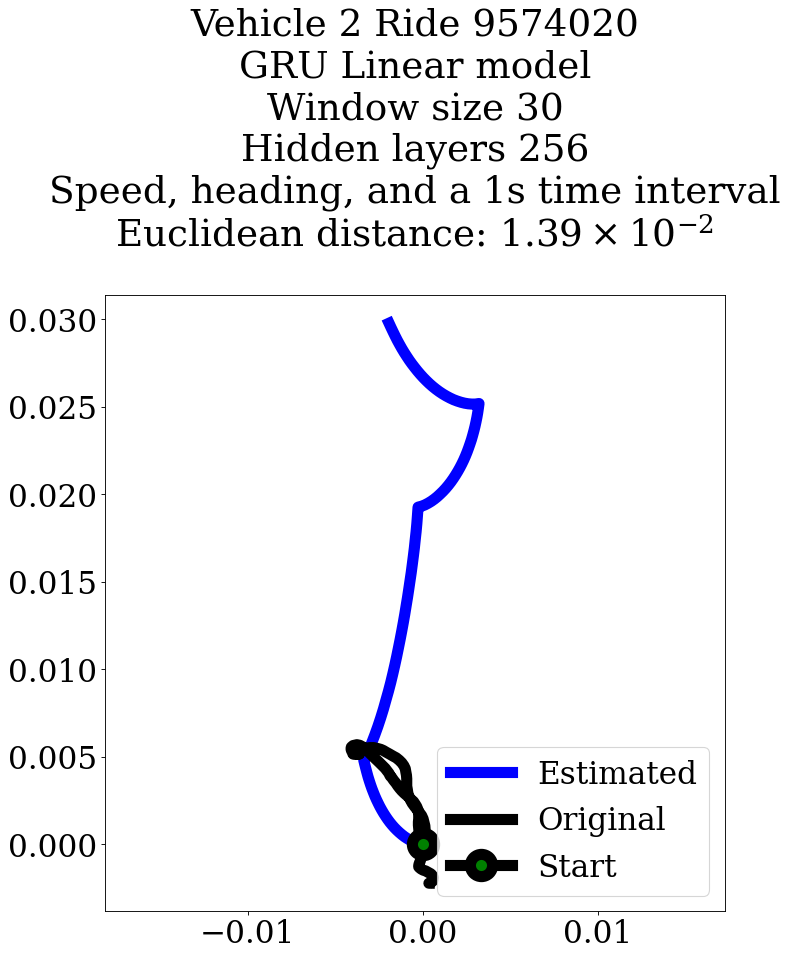 Vehicle 2 Ride 9574020
GRU Linear model
Window size 30
Hidden layers 256
Speed, heading, and a 1s time interval
Euclidean distance: 1.39 × 10⁻²
0.030
0.025
0.020
0.015
0.010
0.005
0.000
Estimated
Original
Start
−0.01
0.00
0.01